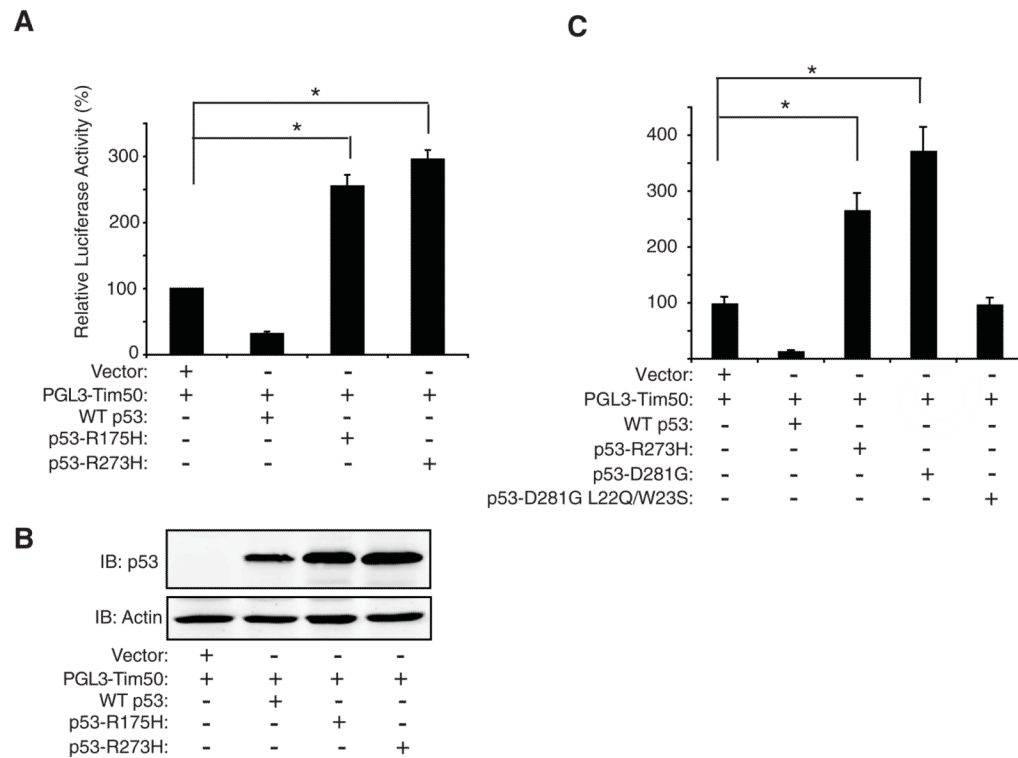 A
Relative Luciferase Activity (%)
300
200
100
0
* *
Vector: + - - -
PGL3-Tim50: + + + +
WT p53: - + - -
p53-R175H: - - + -
p53-R273H: - - - +
B
IB: p53
IB: Actin
Vector: + - - -
PGL3-Tim50: + + + +
WT p53: - + - -
p53-R175H: - - + -
p53-R273H: - - - +
C
400
300
200
100
* *
Vector: + - - - -
PGL3-Tim50: + + + + +
WT p53: - + - - -
p53-R273H: - - + - -
p53-D281G: - - - + -
p53-D281G L22Q/W23S: - - - - +